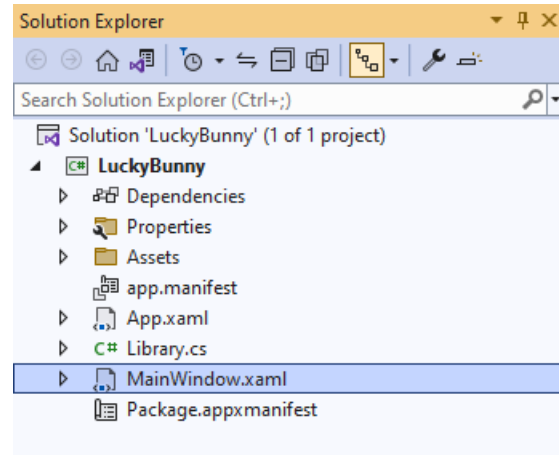 Solution Explorer
Search Solution Explorer (Ctrl+;)
Solution 'LuckyBunny' (1 of 1 project)
C# LuckyBunny
Dependencies
Properties
Assets
app.manifest
App.xaml
C# Library.cs
MainWindow.xaml
Package.appxmanifest